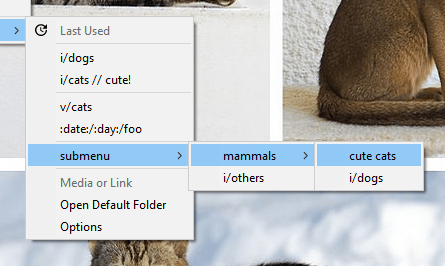 Last Used
i/dogs
i/cats // cute!
v/cats
:date:/:day:/foo
submenu
mammals
cute cats
i/others
i/dogs
Media or Link
Open Default Folder
Options